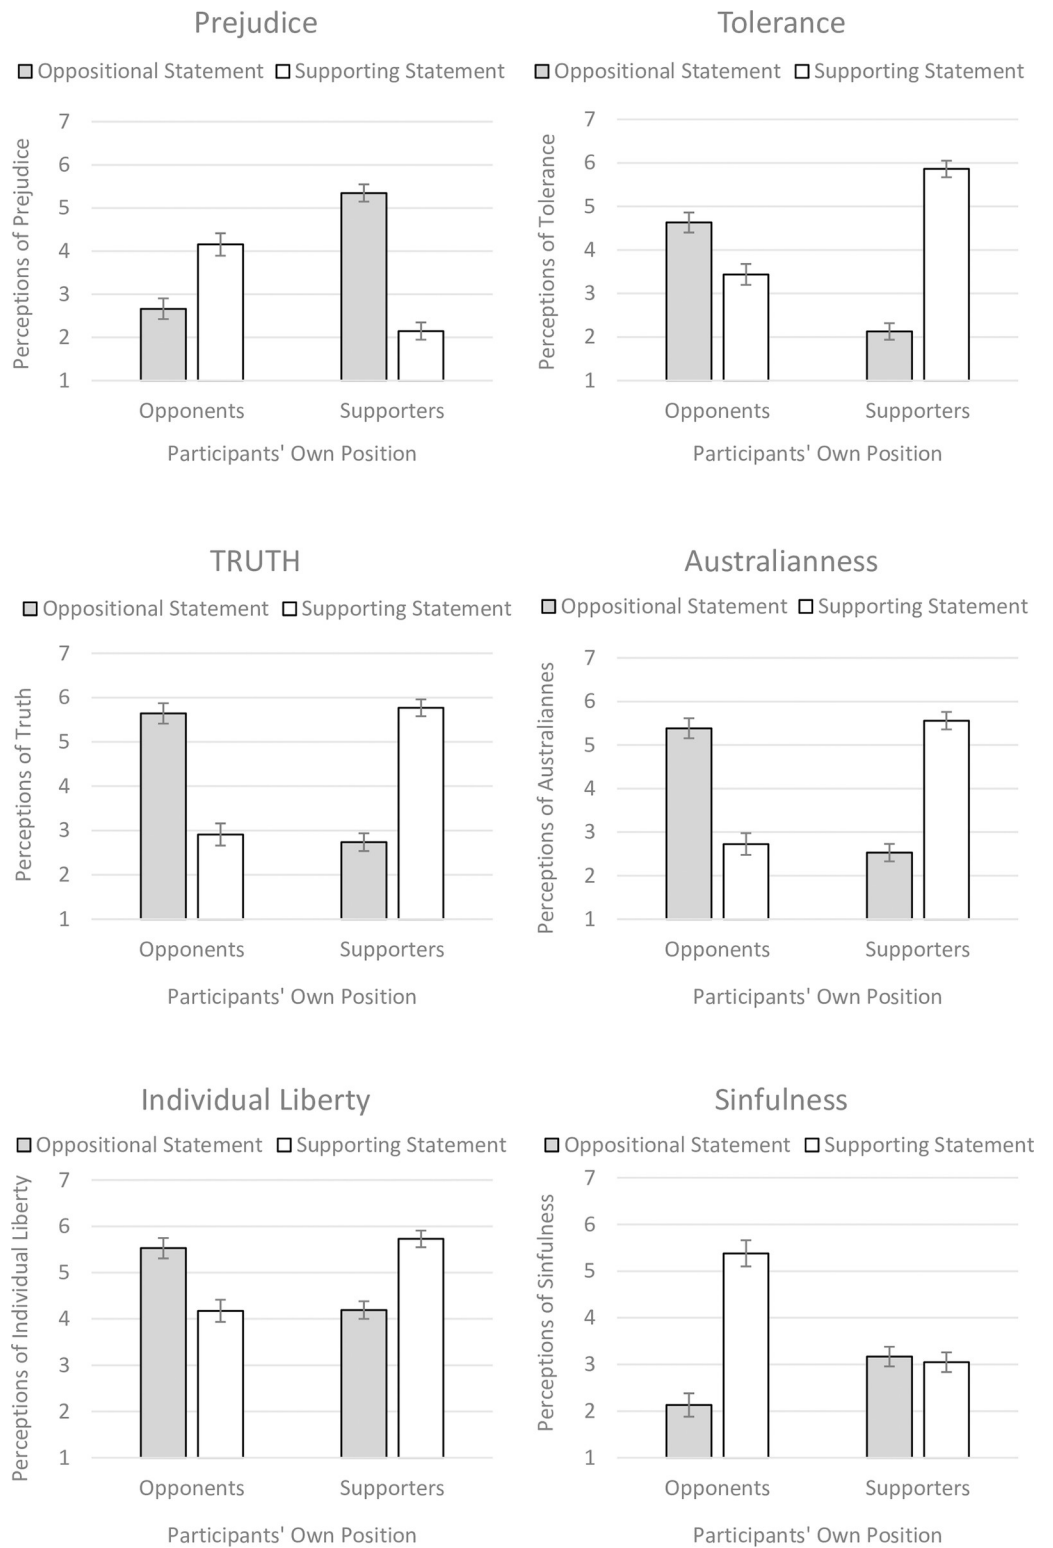 Prejudice
Oppositional Statement Supporting Statement
Perceptions of Prejudice
7
6
5
4
3
2
1
Opponents Supporters
Participants' Own Position
Tolerance
Oppositional Statement Supporting Statement
Perceptions of Tolerance
7
6
5
4
3
2
1
Opponents Supporters
Participants' Own Position
TRUTH
Oppositional Statement Supporting Statement
Perceptions of Truth
7
6
5
4
3
2
1
Opponents Supporters
Participants' Own Position
Australianness
Oppositional Statement Supporting Statement
Perceptions of Australiannes
7
6
5
4
3
2
1
Opponents Supporters
Participants' Own Position
Individual Liberty
Oppositional Statement Supporting Statement
Perceptions of Individual Liberty
7
6
5
4
3
2
1
Opponents Supporters
Participants' Own Position
Sinfulness
Oppositional Statement Supporting Statement
Perceptions of Sinfulness
7
6
5
4
3
2
1
Opponents Supporters
Participants' Own Position